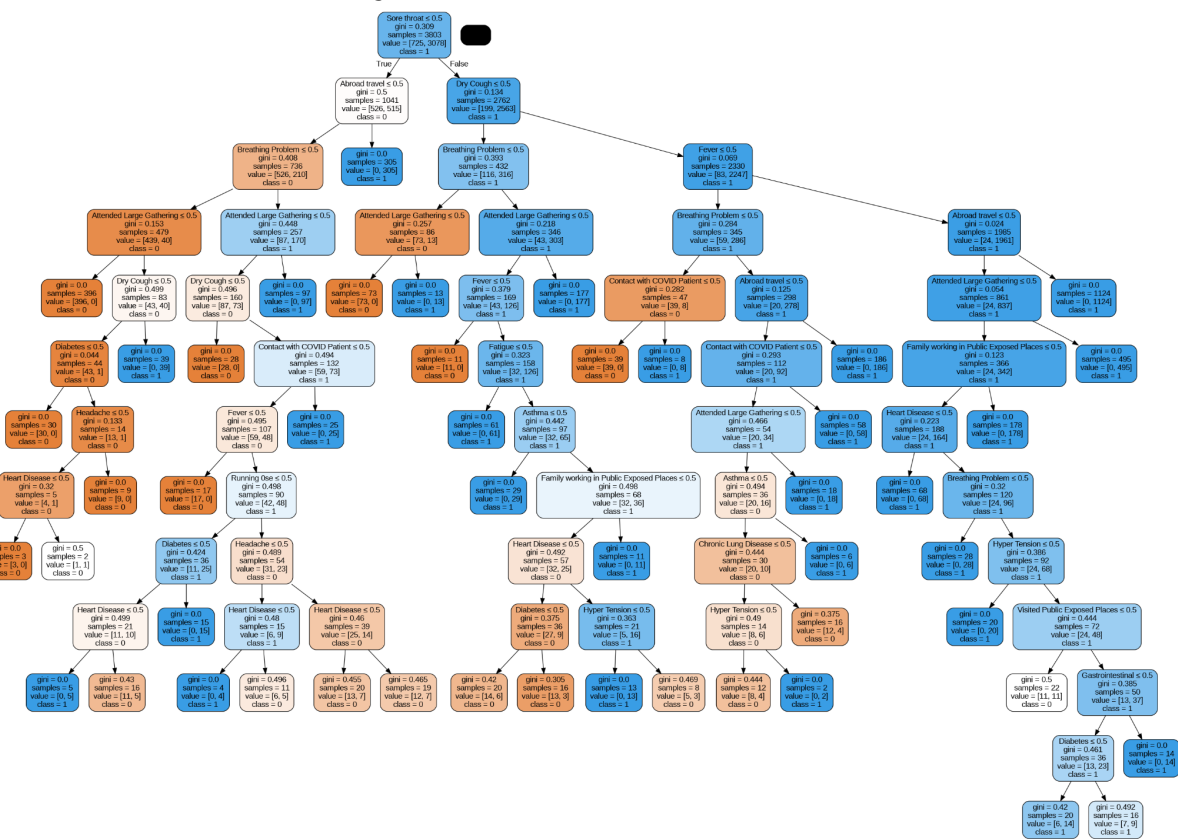 Sore throat ≤ 0.5
gini = 0.309
samples = 3803
value = [725, 3078]
class = 1
True
False
Abroad travel ≤ 0.5
gini = 0.5
samples = 1041
value = [526, 515]
class = 0
Dry Cough ≤ 0.5
gini = 0.134
samples = 2762
value = [199, 2563]
class = 1
Breathing Problem ≤ 0.5
gini = 0.408
samples = 736
value = [526, 210]
class = 0
gini = 0.0
samples = 305
value = [0, 305]
class = 1
Breathing Problem ≤ 0.5
gini = 0.393
samples = 432
value = [116, 316]
class = 1
Fever ≤ 0.5
gini = 0.069
samples = 2330
value = [83, 2247]
class = 1
Attended Large Gathering ≤ 0.5
gini = 0.153
samples = 479
value = [439, 40]
class = 0
Attended Large Gathering ≤ 0.5
gini = 0.448
samples = 257
value = [87, 170]
class = 1
Attended Large Gathering ≤ 0.5
gini = 0.257
samples = 86
value = [73, 13]
class = 0
Attended Large Gathering ≤ 0.5
gini = 0.218
samples = 346
value = [43, 303]
class = 1
Breathing Problem ≤ 0.5
gini = 0.284
samples = 345
value = [59, 286]
class = 1
Abroad travel ≤ 0.5
gini = 0.024
samples = 1985
value = [24, 1961]
class = 1
gini = 0.0
samples = 396
value = [396, 0]
class = 0
Dry Cough ≤ 0.5
gini = 0.499
samples = 83
value = [43, 40]
class = 0
Dry Cough ≤ 0.5
gini = 0.496
samples = 160
value = [87, 73]
class = 0
gini = 0.0
samples = 97
value = [0, 97]
class = 1
gini = 0.0
samples = 73
value = [73, 0]
class = 0
gini = 0.0
samples = 13
value = [0, 13]
class = 1
Fever ≤ 0.5
gini = 0.379
samples = 169
value = [43, 126]
class = 1
gini = 0.0
samples = 177
value = [0, 177]
class = 1
Contact with COVID Patient ≤ 0.5
gini = 0.282
samples = 47
value = [39, 8]
class = 0
Abroad travel ≤ 0.5
gini = 0.125
samples = 298
value = [20, 278]
class = 1
Attended Large Gathering ≤ 0.5
gini = 0.054
samples = 861
value = [24, 837]
class = 1
gini = 0.0
samples = 1124
value = [0, 1124]
class = 1
Diabetes ≤ 0.5
gini = 0.044
samples = 44
value = [43, 1]
class = 0
gini = 0.0
samples = 39
value = [0, 39]
class = 1
gini = 0.0
samples = 28
value = [28, 0]
class = 0
Contact with COVID Patient ≤ 0.5
gini = 0.494
samples = 132
value = [59, 73]
class = 1
gini = 0.0
samples = 11
value = [11, 0]
class = 0
Fatigue ≤ 0.5
gini = 0.323
samples = 158
value = [32, 126]
class = 1
gini = 0.0
samples = 39
value = [39, 0]
class = 0
gini = 0.0
samples = 8
value = [0, 8]
class = 1
Contact with COVID Patient ≤ 0.5
gini = 0.293
samples = 112
value = [20, 92]
class = 1
gini = 0.0
samples = 186
value = [0, 186]
class = 1
Family working in Public Exposed Places ≤ 0.5
gini = 0.123
samples = 366
value = [24, 342]
class = 1
gini = 0.0
samples = 495
value = [0, 495]
class = 1
gini = 0.0
samples = 30
value = [30, 0]
class = 0
Headache ≤ 0.5
gini = 0.133
samples = 14
value = [13, 1]
class = 0
Fever ≤ 0.5
gini = 0.495
samples = 107
value = [59, 48]
class = 0
gini = 0.0
samples = 25
value = [0, 25]
class = 1
gini = 0.0
samples = 61
value = [0, 61]
class = 1
Asthma ≤ 0.5
gini = 0.442
samples = 97
value = [32, 65]
class = 1
Attended Large Gathering ≤ 0.5
gini = 0.466
samples = 54
value = [20, 34]
class = 1
gini = 0.0
samples = 58
value = [0, 58]
class = 1
Heart Disease ≤ 0.5
gini = 0.223
samples = 188
value = [24, 164]
class = 1
gini = 0.0
samples = 178
value = [0, 178]
class = 1
Heart Disease ≤ 0.5
gini = 0.32
samples = 5
value = [4, 1]
class = 0
gini = 0.0
samples = 9
value = [9, 0]
class = 0
gini = 0.0
samples = 17
value = [17, 0]
class = 0
Running 0se ≤ 0.5
gini = 0.498
samples = 90
value = [42, 48]
class = 1
gini = 0.0
samples = 29
value = [0, 29]
class = 1
Family working in Public Exposed Places ≤ 0.5
gini = 0.498
samples = 68
value = [32, 36]
class = 1
Asthma ≤ 0.5
gini = 0.494
samples = 36
value = [20, 16]
class = 0
gini = 0.0
samples = 18
value = [0, 18]
class = 1
gini = 0.0
samples = 68
value = [0, 68]
class = 1
Breathing Problem ≤ 0.5
gini = 0.32
samples = 120
value = [24, 96]
class = 1
i = 0.0
ples = 3
= [3, 0]
ss = 0
gini = 0.5
samples = 2
value = [1, 1]
class = 0
Diabetes ≤ 0.5
gini = 0.424
samples = 36
value = [11, 25]
class = 1
Headache ≤ 0.5
gini = 0.489
samples = 54
value = [31, 23]
class = 0
Heart Disease ≤ 0.5
gini = 0.492
samples = 57
value = [32, 25]
class = 0
gini = 0.0
samples = 11
value = [0, 11]
class = 1
Chronic Lung Disease ≤ 0.5
gini = 0.444
samples = 30
value = [20, 10]
class = 0
gini = 0.0
samples = 6
value = [0, 6]
class = 1
gini = 0.0
samples = 28
value = [0, 28]
class = 1
Hyper Tension ≤ 0.5
gini = 0.386
samples = 92
value = [24, 68]
class = 1
Heart Disease ≤ 0.5
gini = 0.499
samples = 21
value = [11, 10]
class = 0
gini = 0.0
samples = 15
value = [0, 15]
class = 1
Heart Disease ≤ 0.5
gini = 0.48
samples = 15
value = [6, 9]
class = 1
Heart Disease ≤ 0.5
gini = 0.46
samples = 39
value = [25, 14]
class = 0
Diabetes ≤ 0.5
gini = 0.375
samples = 36
value = [27, 9]
class = 0
Hyper Tension ≤ 0.5
gini = 0.363
samples = 21
value = [5, 16]
class = 1
Hyper Tension ≤ 0.5
gini = 0.49
samples = 14
value = [8, 6]
class = 0
gini = 0.375
samples = 16
value = [12, 4]
class = 0
gini = 0.0
samples = 20
value = [0, 20]
class = 1
Visited Public Exposed Places ≤ 0.5
gini = 0.444
samples = 72
value = [24, 48]
class = 1
gini = 0.0
samples = 5
value = [0, 5]
class = 1
gini = 0.43
samples = 16
value = [11, 5]
class = 0
gini = 0.0
samples = 4
value = [0, 4]
class = 1
gini = 0.496
samples = 11
value = [6, 5]
class = 0
gini = 0.455
samples = 20
value = [13, 7]
class = 0
gini = 0.465
samples = 19
value = [12, 7]
class = 0
gini = 0.42
samples = 20
value = [14, 6]
class = 0
gini = 0.305
samples = 16
value = [13, 3]
class = 0
gini = 0.0
samples = 13
value = [0, 13]
class = 1
gini = 0.469
samples = 8
value = [5, 3]
class = 0
gini = 0.444
samples = 12
value = [8, 4]
class = 0
gini = 0.0
samples = 2
value = [0, 2]
class = 1
gini = 0.5
samples = 22
value = [11, 11]
class = 0
Gastrointestinal ≤ 0.5
gini = 0.385
samples = 50
value = [13, 37]
class = 1
Diabetes ≤ 0.5
gini = 0.461
samples = 36
value = [13, 23]
class = 1
gini = 0.0
samples = 14
value = [0, 14]
class = 1
gini = 0.42
samples = 20
value = [6, 14]
class = 1
gini = 0.492
samples = 16
value = [7, 9]
class = 1